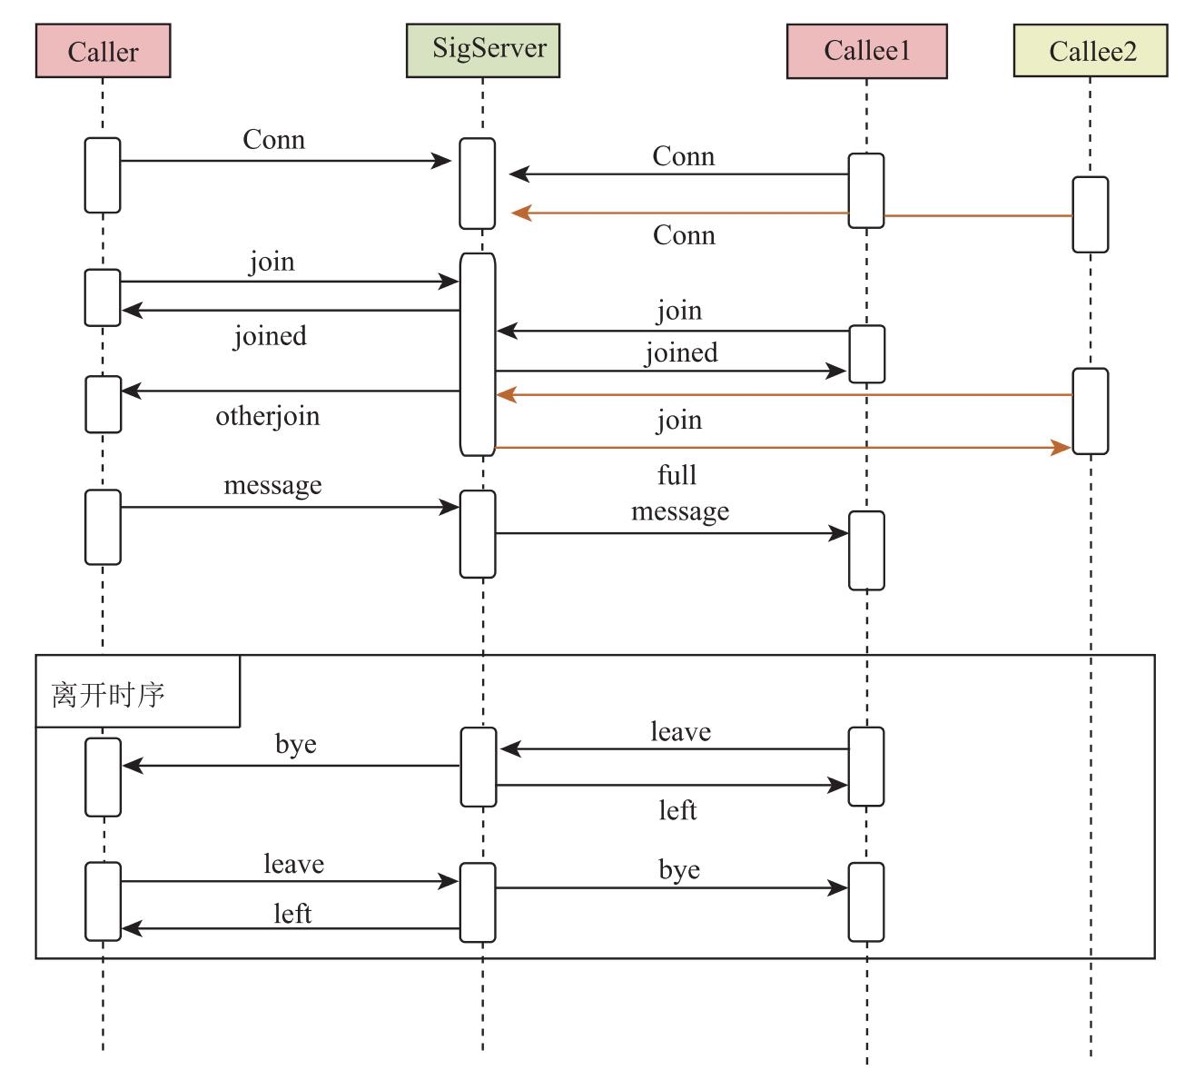 Caller
SigServer
Callee1
Callee2
Conn
Conn
Conn
join
joined
join
joined
otherjoin
join
full
message
message
离开时序
leave
bye
left
leave
bye
left